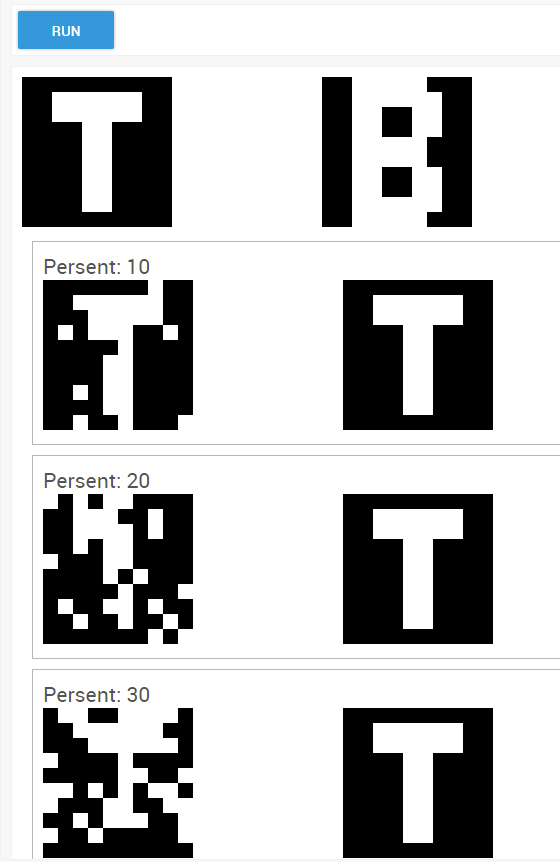 RUN
T B
Persent: 10
T
Persent: 20
T
Persent: 30
T